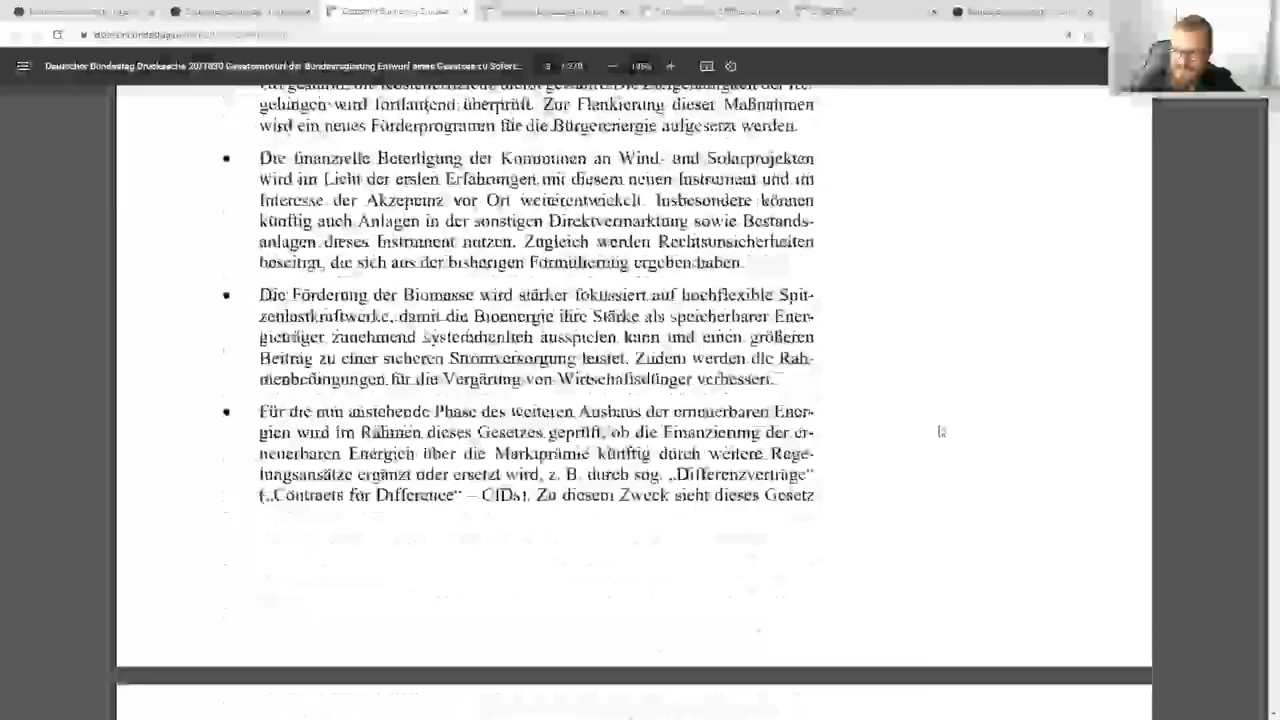 Deutscher Bundestag Drucksache 20/1630 Gesetzentwurf der Bundesregierung Entwurf eines Gesetzes zu Sofort...
gelungen wird fortlaufend überprüft. Zur Flankierung dieser Maßnahmen
wird ein neues Förderprogramm für die Bürgerenergie aufgesetzt werden.
• Die finanzielle Beteiligung der Kommunen an Wind- und Solarprojekten
wird im Licht der ersten Erfahrungen mit diesem neuen Instrument und im
Interesse der Akzeptanz vor Ort weiterentwickelt. Insbesondere können
künftig auch Anlagen in der sonstigen Direktvermarktung sowie Bestands-
anlagen dieses Instrument nutzen. Zugleich werden Rechtsunsicherheiten
beseitigt, die sich aus der bisherigen Formulierung ergeben haben.
• Die Förderung der Biomasse wird stärker fokussiert auf hochflexible Spit-
zenlastkraftwerke, damit die Bioenergie ihre Stärke als speicherbarer Ener-
gieträger zunehmend systemdienlich ausspielen kann und einen größeren
Beitrag zu einer sicheren Stromversorgung leistet. Zudem werden die Rah-
menbedingungen für die Vergärung von Wirtschaftsdünger verbessert.
• Für die nun anstehende Phase des weiteren Ausbaus der erneuerbaren Ener-
gien wird im Rahmen dieses Gesetzes geprüft, ob die Finanzierung der er-
neuerbaren Energien über die Marktprämie künftig durch weitere Rege-
lungsansätze ergänzt oder ersetzt wird, z. B. durch sog. „Differenzverträge“
(„Contracts for Difference“ – CfDs). Zu diesem Zweck sieht dieses Gesetz